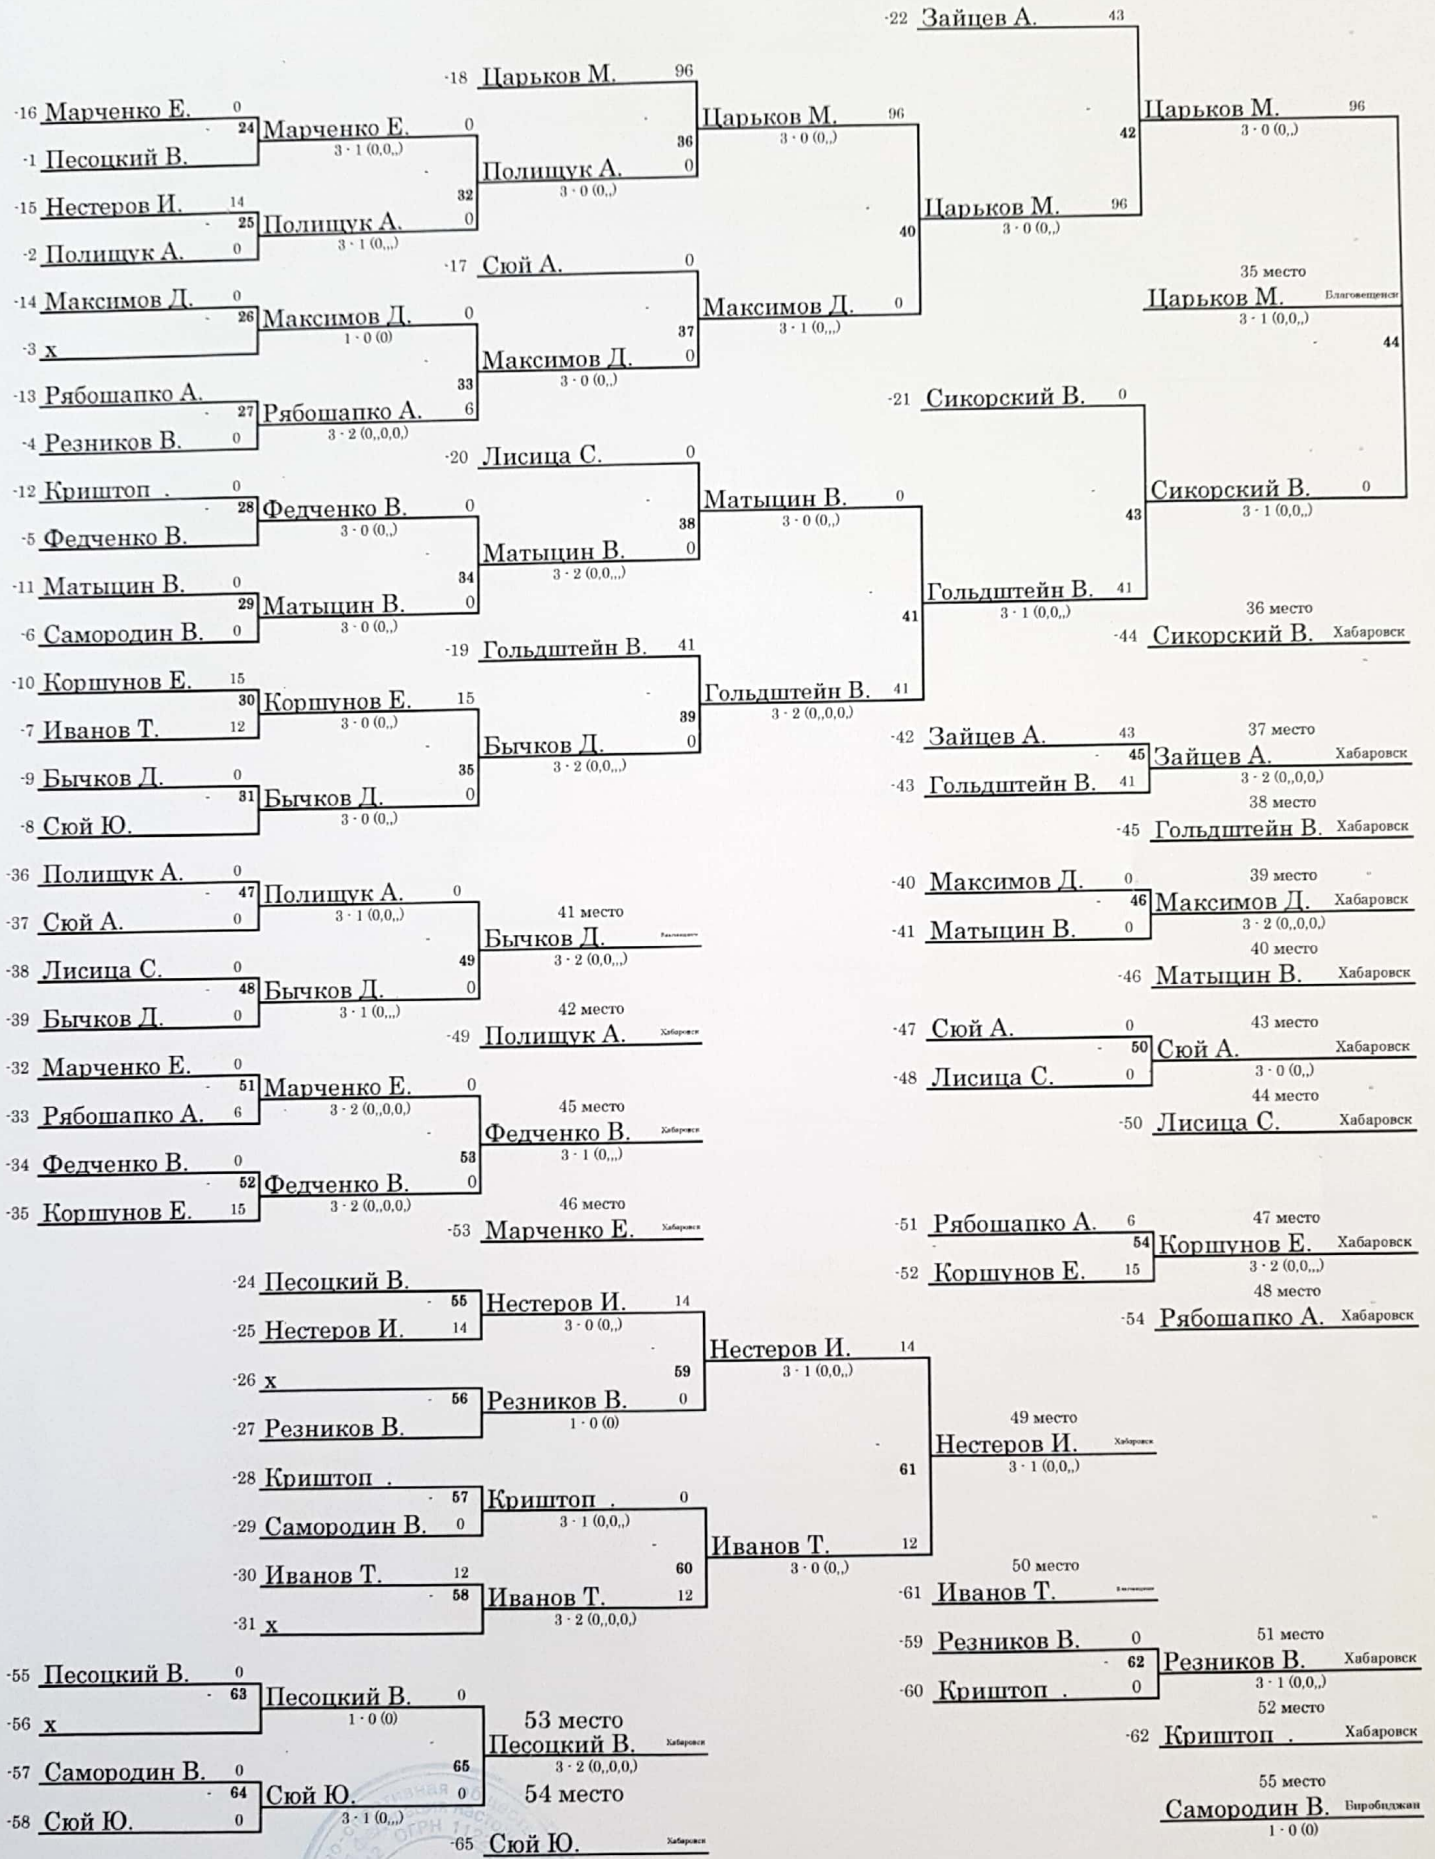 -22 Зайцев А. 43
-18 Царьков М. 96
-16 Марченко Е. 0
24 Марченко Е. 0
3 - 1 (0,0,,)
-1 Песоцкий В.
Царьков М. 96
3 - 0 (0,,)
36
Царьков М. 96
3 - 0 (0,,)
42
Полищук А. 0
3 - 0 (0,,)
32
-15 Нестеров И. 14
25 Полищук А. 0
3 - 1 (0,,,)
-2 Полищук А. 0
Царьков М. 96
3 - 0 (0,,)
40
-17 Сюй А. 0
-14 Максимов Д. 0
26 Максимов Д. 0
1 - 0 (0)
-3 х
Максимов Д. 0
3 - 1 (0,,,)
37
35 место
Царьков М. Благовещенск
3 - 1 (0,0,,)
44
Максимов Д. 0
3 - 0 (0,,)
33
-13 Рябошапко А.
27 Рябошапко А. 6
3 - 2 (0,,0,0,)
-4 Резников В. 0
-21 Сикорский В. 0
-20 Лисица С. 0
-12 Криштоп . 0
28 Федченко В. 0
3 - 0 (0,,)
-5 Федченко В.
Матыцин В. 0
3 - 0 (0,,)
38
Сикорский В. 0
3 - 1 (0,0,,)
43
Матыцин В. 0
3 - 2 (0,0,,,)
34
-11 Матыцин В. 0
29 Матыцин В. 0
3 - 0 (0,,)
-6 Самородин В. 0
Гольдштейн В. 41
3 - 1 (0,0,,)
41
36 место
-44 Сикорский В. Хабаровск
-19 Гольдштейн В. 41
-10 Коршунов Е. 15
30 Коршунов Е. 15
3 - 0 (0,,)
-7 Иванов Т. 12
Гольдштейн В. 41
3 - 2 (0,,0,0,)
39
Бычков Д. 0
3 - 2 (0,0,,,)
35
-9 Бычков Д. 0
31 Бычков Д. 0
3 - 0 (0,,)
-8 Сюй Ю.
-42 Зайцев А. 43
37 место
45 Зайцев А. Хабаровск
3 - 2 (0,,0,0,)
-43 Гольдштейн В. 41
38 место
-45 Гольдштейн В. Хабаровск
-36 Полищук А. 0
47 Полищук А. 0
3 - 1 (0,0,,)
-37 Сюй А. 0
41 место
Бычков Д.
3 - 2 (0,0,,,)
49
-38 Лисица С. 0
48 Бычков Д. 0
3 - 1 (0,,,)
-39 Бычков Д. 0
42 место
-49 Полищук А. Хабаровск
-40 Максимов Д. 0
39 место
46 Максимов Д. Хабаровск
3 - 2 (0,,0,0,)
-41 Матыцин В. 0
40 место
-46 Матыцин В. Хабаровск
-47 Сюй А. 0
43 место
50 Сюй А. Хабаровск
3 - 0 (0,,)
-48 Лисица С. 0
44 место
-50 Лисица С. Хабаровск
-32 Марченко Е. 0
51 Марченко Е. 0
3 - 2 (0,,0,0,)
-33 Рябошапко А. 6
45 место
Федченко В. Хабаровск
3 - 1 (0,,,)
53
-34 Федченко В. 0
52 Федченко В. 0
3 - 2 (0,,0,0,)
-35 Коршунов Е. 15
46 место
-53 Марченко Е. Хабаровск
-51 Рябошапко А. 6
47 место
54 Коршунов Е. Хабаровск
3 - 2 (0,0,,,)
-52 Коршунов Е. 15
48 место
-54 Рябошапко А. Хабаровск
-24 Песоцкий В.
55 Нестеров И. 14
3 - 0 (0,,)
-25 Нестеров И. 14
Нестеров И. 14
3 - 1 (0,0,,)
59
-26 х
56 Резников В. 0
1 - 0 (0)
-27 Резников В.
49 место
Нестеров И. Хабаровск
3 - 1 (0,0,,)
61
-28 Криштоп .
57 Криштоп . 0
3 - 1 (0,0,,)
-29 Самородин В. 0
Иванов Т. 12
3 - 0 (0,,)
60
-30 Иванов Т. 12
58 Иванов Т. 12
3 - 2 (0,,0,0,)
-31 х
50 место
-61 Иванов Т.
-59 Резников В. 0
51 место
62 Резников В. Хабаровск
3 - 1 (0,0,,)
-60 Криштоп . 0
52 место
-62 Криштоп . Хабаровск
-55 Песоцкий В. 0
63 Песоцкий В. 0
1 - 0 (0)
-56 х
53 место
Песоцкий В. Хабаровск
3 - 2 (0,,0,0,)
65
-57 Самородин В. 0
64 Сюй Ю. 0
3 - 1 (0,,,)
-58 Сюй Ю. 0
54 место
-65 Сюй Ю. Хабаровск
55 место
Самородин В. Биробиджан
1 - 0 (0)
ОГРН